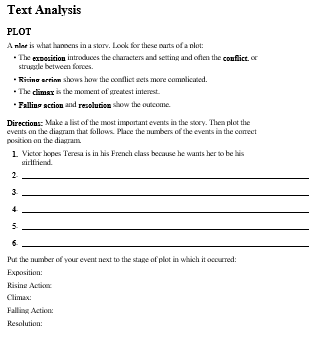 Text Analysis
PLOT
A plot is what happens in a story. Look for these parts of a plot:
• The exposition introduces the characters and setting and often the conflict, or
struggle between forces.
• Rising action shows how the conflict gets more complicated.
• The climax is the moment of greatest interest.
• Falling action and resolution show the outcome.
Directions: Make a list of the most important events in the story. Then plot the
events on the diagram that follows. Place the numbers of the events in the correct
position on the diagram.
1. Victor hopes Teresa is in his French class because he wants her to be his
girlfriend.
2.
3.
4.
5.
6.
Put the number of your event next to the stage of plot in which it occurred:
Exposition:
Rising Action:
Climax:
Falling Action:
Resolution: